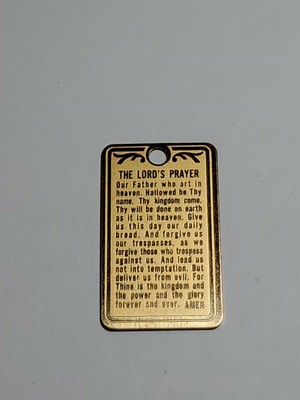 THE LORD'S PRAYER
Our Father who art in
heaven. Hallowed be Thy
name. Thy kingdom come.
Thy will be done on earth
as it is in heaven. Give
us this day our daily
bread. And forgive us
our trespasses, as we
forgive those who trespass
against us. And lead us
not into temptation. But
deliver us from evil. For
Thine is the kingdom and
the power and the glory
forever and ever. AMEN